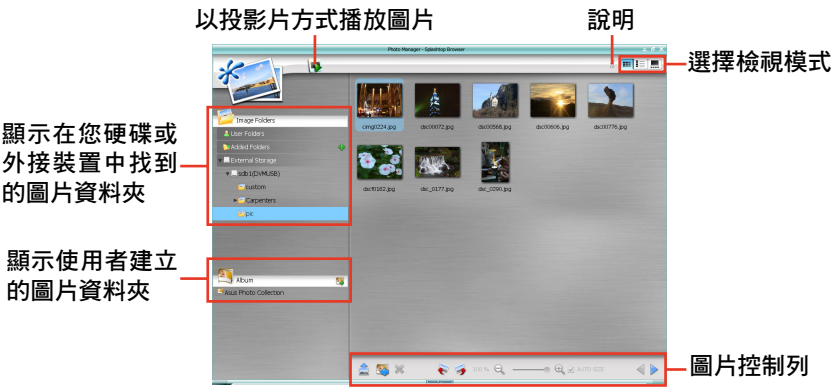 以投影片方式播放圖片
說明
Photo Manager - Splashtop Browser
選擇檢視模式
顯示在您硬碟或
外接裝置中找到
的圖片資料夾
Image Folders
User Folders
Added Folders
External Storage
sdb1(DVMUSB)
custom
Carpenters
pic
cimg0224.jpg
dsc00072.jpg
dsc00568.jpg
dsc00606.jpg
dsc00776.jpg
dscf0162.jpg
dsc_0177.jpg
dsc_0290.jpg
顯示使用者建立
的圖片資料夾
Album
Asus Photo Collection
100 %
AUTO SIZE
圖片控制列